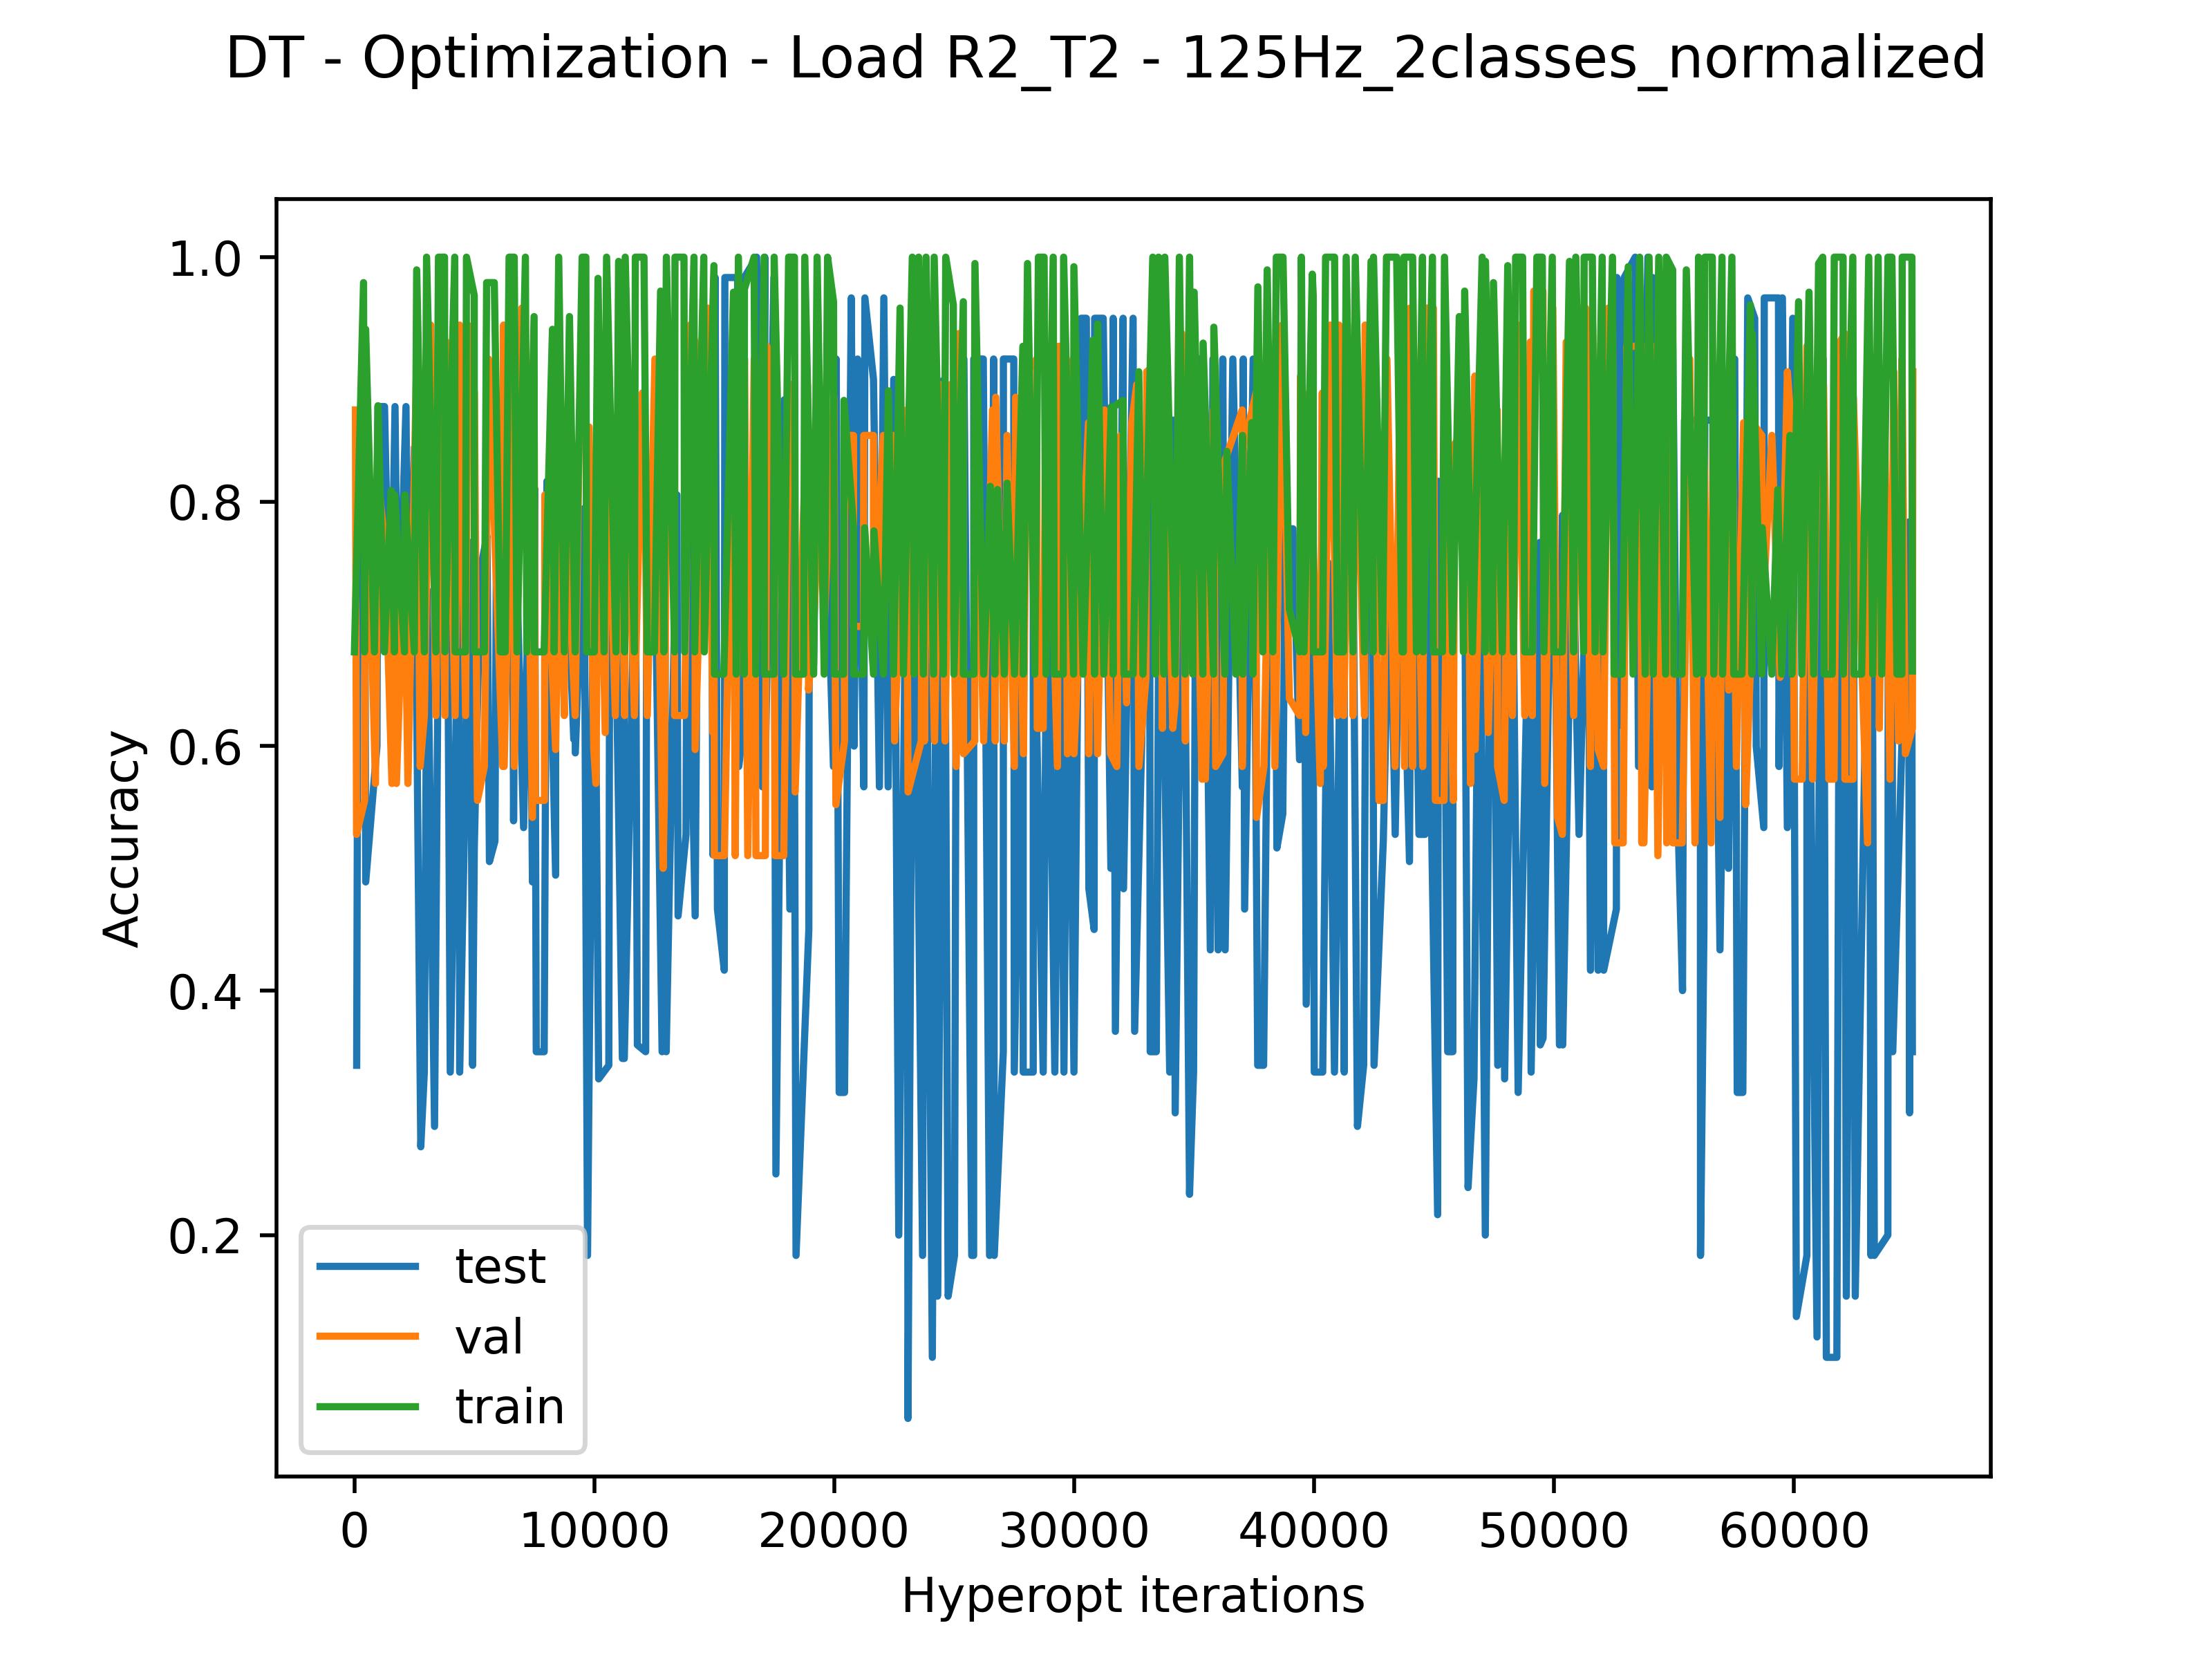 DT - Optimization - Load R2_T2 - 125Hz_2classes_normalized
1.0
0.8
0.6
0.4
0.2
Accuracy
test
val
train
0 10000 20000 30000 40000 50000 60000
Hyperopt iterations